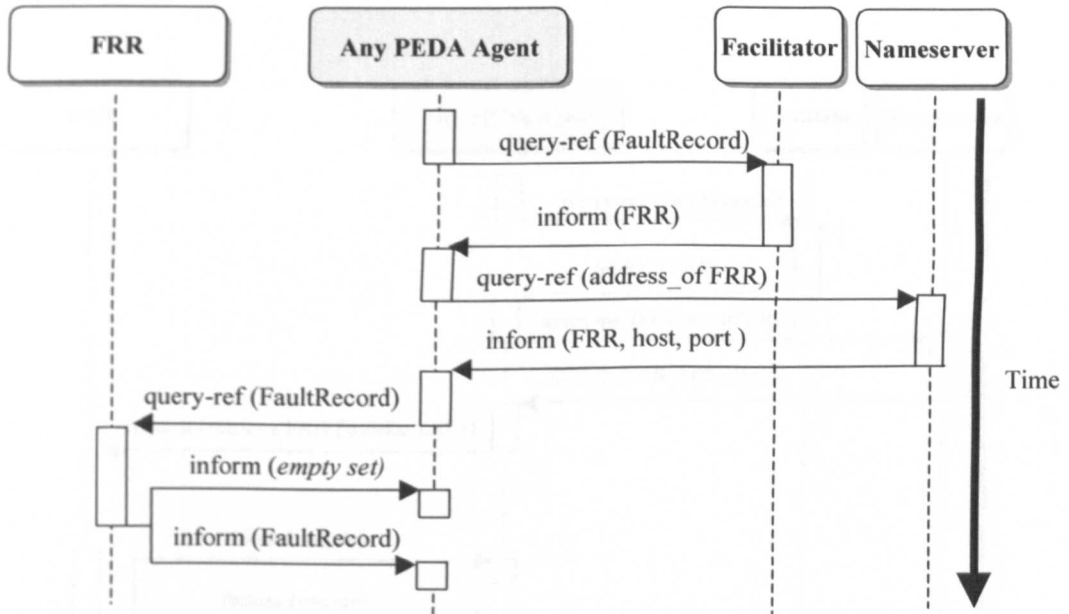 FRR
Any PEDA Agent
Facilitator
Nameserver
query-ref (FaultRecord)
inform (FRR)
query-ref (address_of FRR)
inform (FRR, host, port )
Time
query-ref (FaultRecord)
inform (empty set)
inform (FaultRecord)